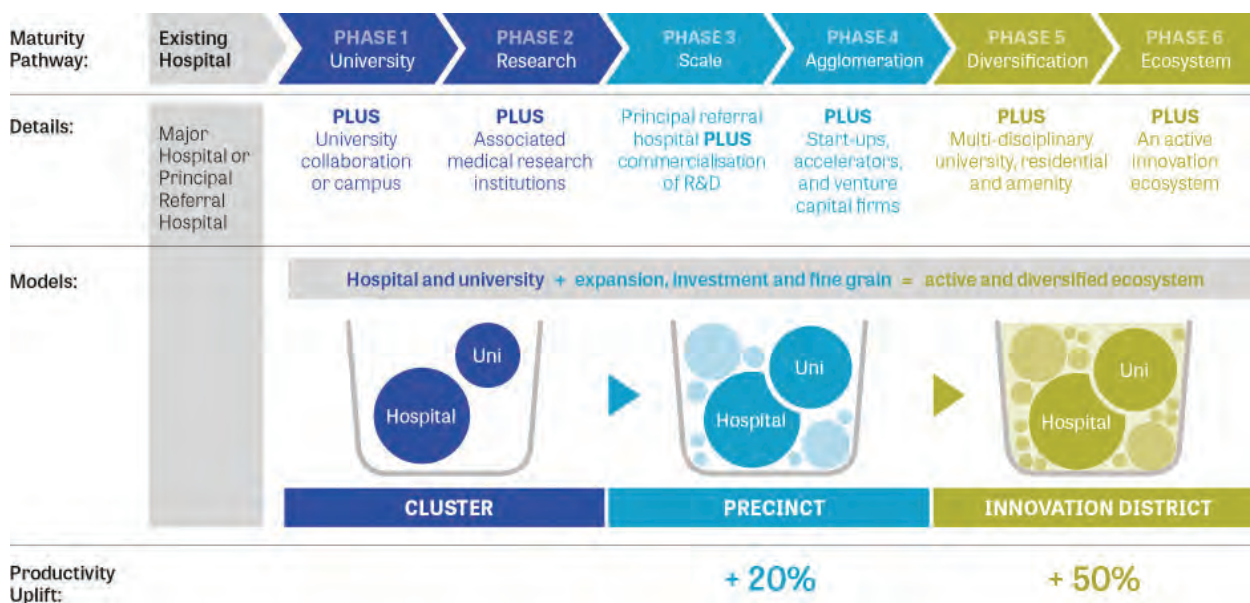 Maturity
Pathway:
Existing
Hospital
PHASE 1
University
PHASE 2
Research
PHASE 3
Scale
PHASE 4
Agglomeration
PHASE 5
Diversification
PHASE 6
Ecosystem
Details:
Major
Hospital or
Principal
Referral
Hospital
PLUS
University
collaboration
or campus
PLUS
Associated
medical research
institutions
Principal referral
hospital PLUS
commercialisation
of R&D
PLUS
Start-ups,
accelerators,
and venture
capital firms
PLUS
Multi-disciplinary
university, residential
and amenity
PLUS
An active
innovation
ecosystem
Models:
Hospital and university + expansion, investment and fine grain = active and diversified ecosystem
Uni
Hospital
Uni
Hospital
Uni
Hospital
CLUSTER
PRECINCT
INNOVATION DISTRICT
Productivity
Uplift:
+ 20%
+ 50%